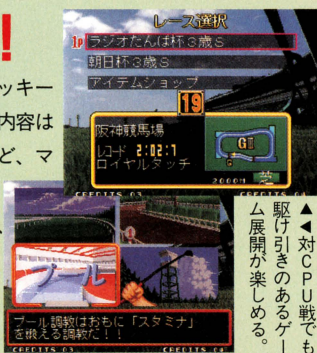 !
ッキー
内容は
ど、マ
レース選択
1p ラジオたんぱ杯3歳S
朝日杯3歳S
アイテムショップ
19
阪神競馬場
レコード 2:02:1
ロイヤルタッチ
GⅢ
2000M 芝
CREDITS 03
CREDITS 04
プール調教はおもに「スタミナ」
を鍛える調教だ!!
CREDITS 03
CREDITS 04
▲◀対CPU戦でも
駆け引きのあるゲー
ム展開が楽しめる。